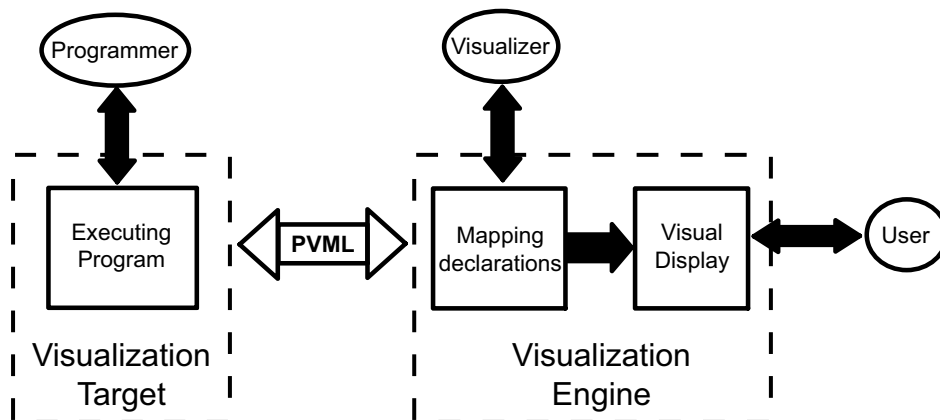 Programmer
Visualizer
Executing
Program
PVML
Mapping
declarations
Visual
Display
User
Visualization
Target
Visualization
Engine